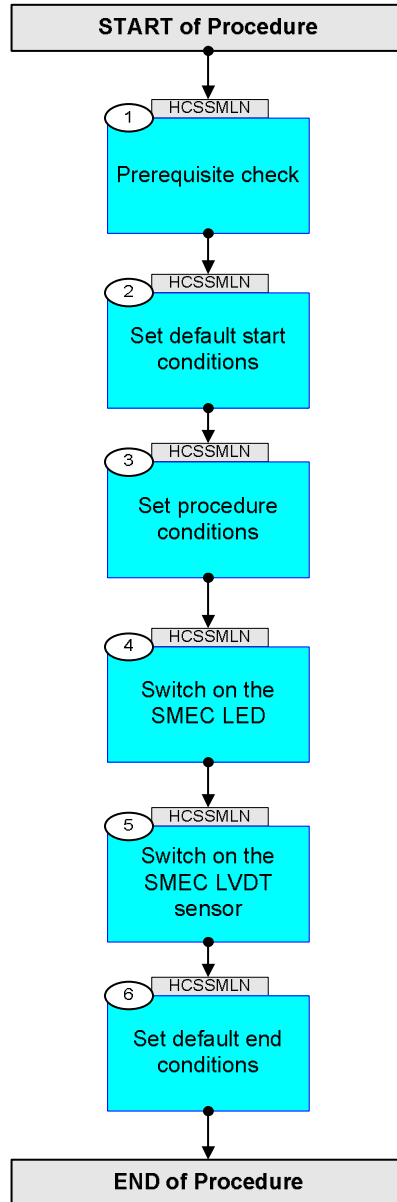 START of Procedure
HCSSMLN
1
Prerequisite check
HCSSMLN
2
Set default start
conditions
HCSSMLN
3
Set procedure
conditions
HCSSMLN
4
Switch on the
SMEC LED
HCSSMLN
5
Switch on the
SMEC LVDT
sensor
HCSSMLN
6
Set default end
conditions
END of Procedure